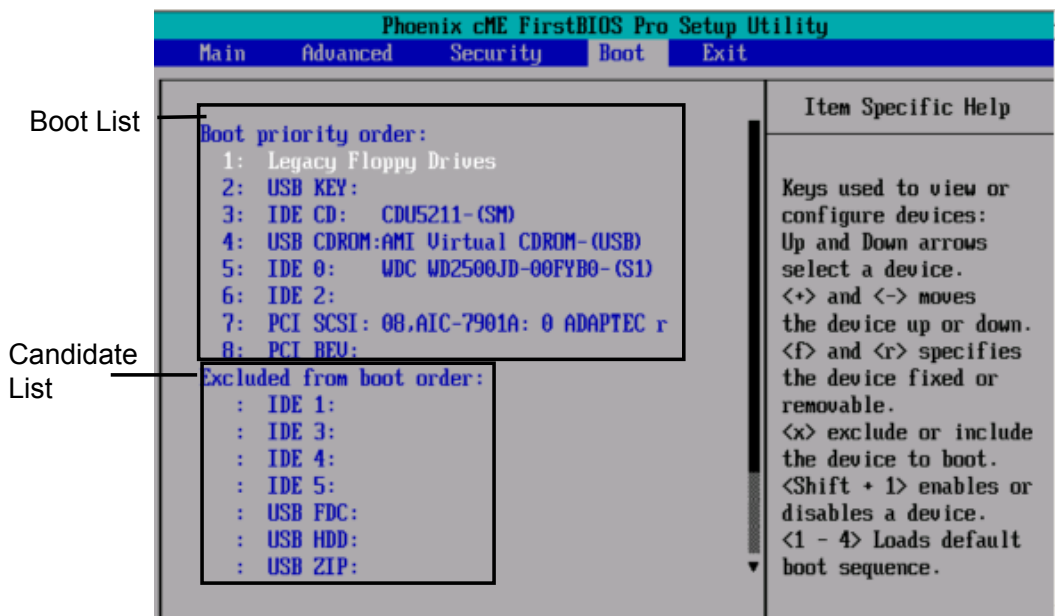 Phoenix cME FirstBIOS Pro Setup Utility
Main Advanced Security Boot Exit
Boot List
Boot priority order:
1: Legacy Floppy Drives
2: USB KEY:
3: IDE CD: CDU5211-(SM)
4: USB CDROM:AMI Virtual CDROM-(USB)
5: IDE 0: WDC WD2500JD-00FYB0-(S1)
6: IDE 2:
7: PCI SCSI: 08,AIC-7901A: 0 ADAPTEC r
8: PCI BEV:
Candidate
List
Excluded from boot order:
: IDE 1:
: IDE 3:
: IDE 4:
: IDE 5:
: USB FDC:
: USB HDD:
: USB ZIP:
Item Specific Help
Keys used to view or
configure devices:
Up and Down arrows
select a device.
<+> and <-> moves
the device up or down.
<f> and <r> specifies
the device fixed or
removable.
<x> exclude or include
the device to boot.
<Shift + 1> enables or
disables a device.
<1 - 4> Loads default
boot sequence.